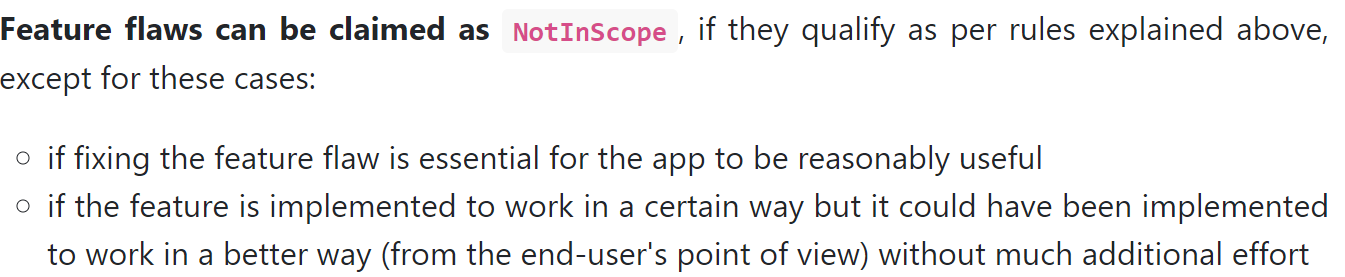 Feature flaws can be claimed as NotInScope, if they qualify as per rules explained above,
except for these cases:
if fixing the feature flaw is essential for the app to be reasonably useful
if the feature is implemented to work in a certain way but it could have been implemented
to work in a better way (from the end-user's point of view) without much additional effort